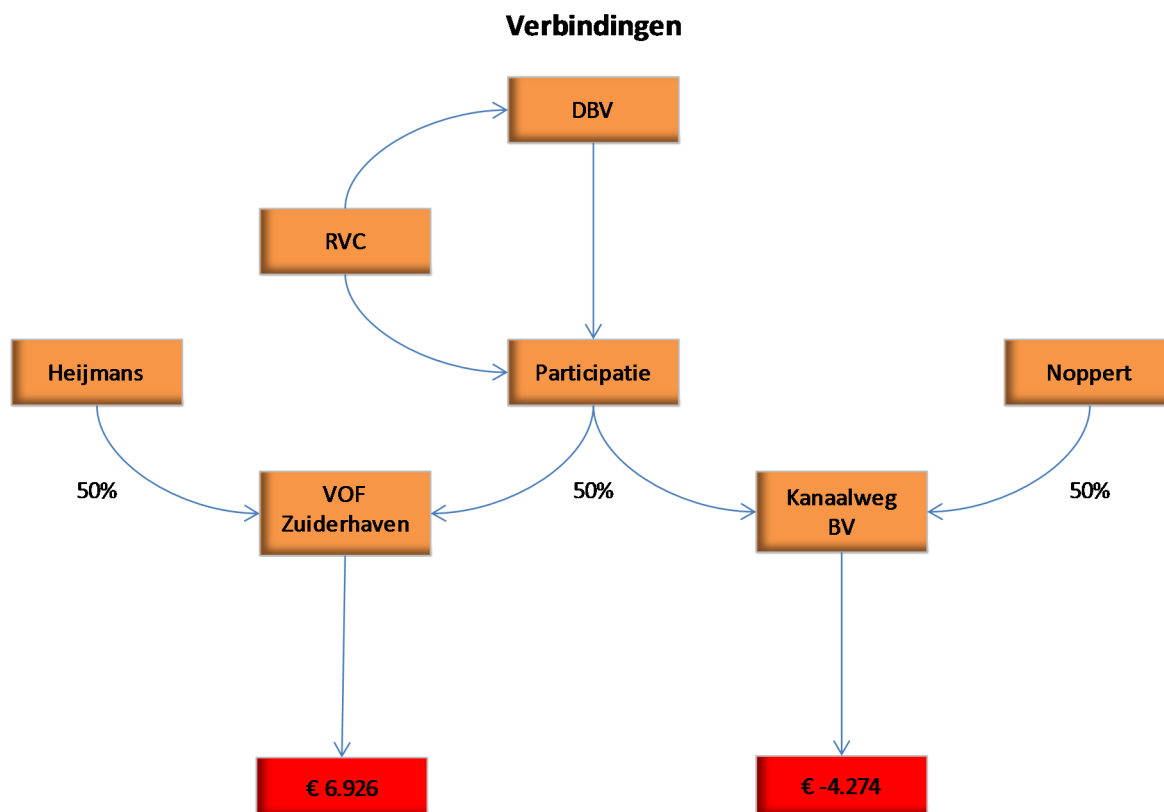 Verbindingen
DBV
RVC
Heijmans
Participatie
Noppert
50%
VOF
Zuiderhaven
50%
Kanaalweg
BV
50%
€ 6.926
€ -4.274